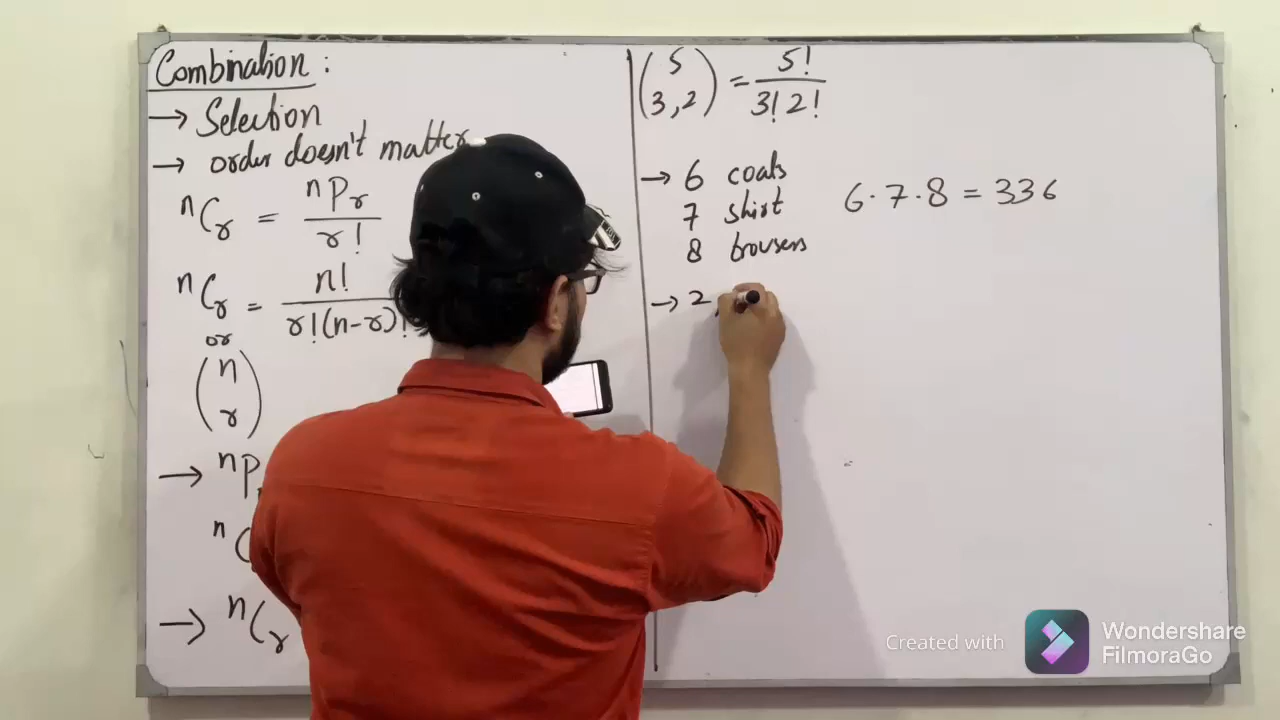 Combination:
→ Selection
→ order doesn't matter
nCr = nPr / r!
nCr = n! / r!(n-r)!
or
(n
r)
→ nP
nC
→ nCr
(5
3,2) = 5! / 3! 2!
→ 6 coats
7 shirt
8 trousers
6·7·8 = 336
→ 2
Created with
Wondershare
FilmoraGo